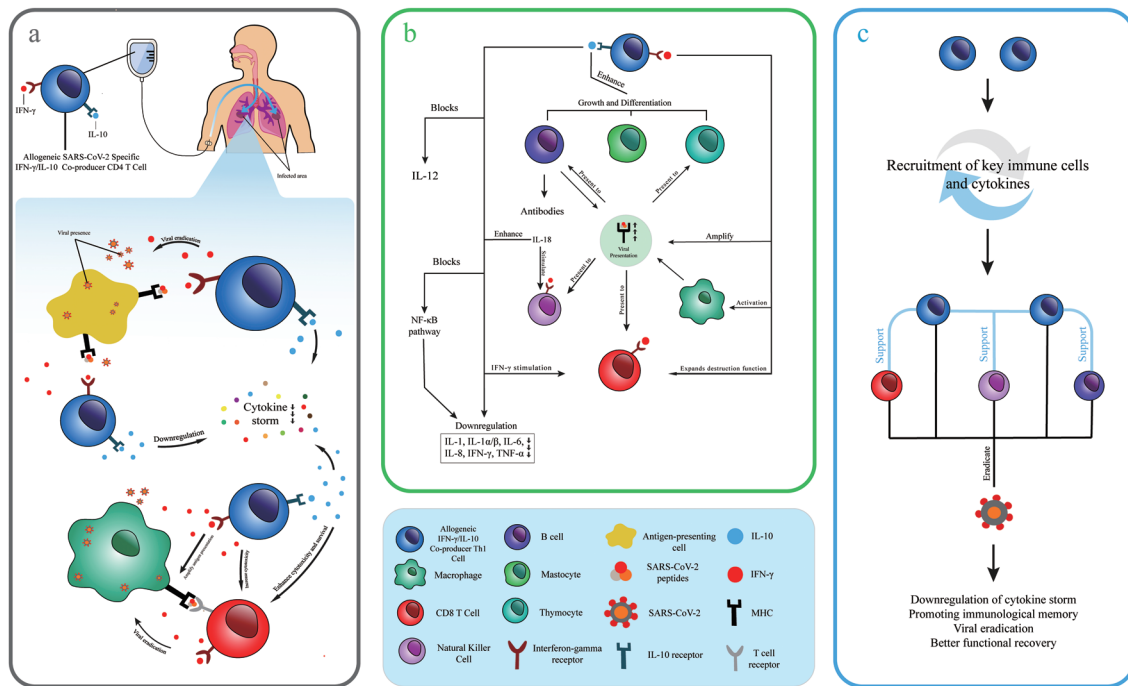 a
IFN-γ
IL-10
Allogeneic SARS-CoV-2 Specific
IFN-γ/IL-10 Co-producer CD4 T Cell
Infected area
Viral presence
Viral eradication
Downregulation
Cytokine
storm
Amplify antigen presentation
Increase cytotoxicity
Enhance cytotoxicity and survival
Viral eradication
b
Enhance
Growth and Differentiation
Blocks
IL-12
Present to
Present to
Antibodies
Viral
Presentation
Enhance
IL-18
Amplify
Stimulate
Present to
Present to
Blocks
Activation
NF-κB
pathway
IFN-γ stimulation
Expands destruction function
Downregulation
IL-1, IL-1α/β, IL-6,
IL-8, IFN-γ, TNF-α
Allogeneic
IFN-γ/IL-10
Co-producer Th1
Cell
B cell
Antigen-presenting
cell
IL-10
Macrophage
Mastocyte
SARS-CoV-2
peptides
IFN-γ
CD8 T Cell
Thymocyte
SARS-CoV-2
MHC
Natural Killer
Cell
Interferon-gamma
receptor
IL-10 receptor
T cell
receptor
c
Recruitment of key immune cells
and cytokines
Support
Support
Support
Eradicate
Downregulation of cytokine storm
Promoting immunological memory
Viral eradication
Better functional recovery